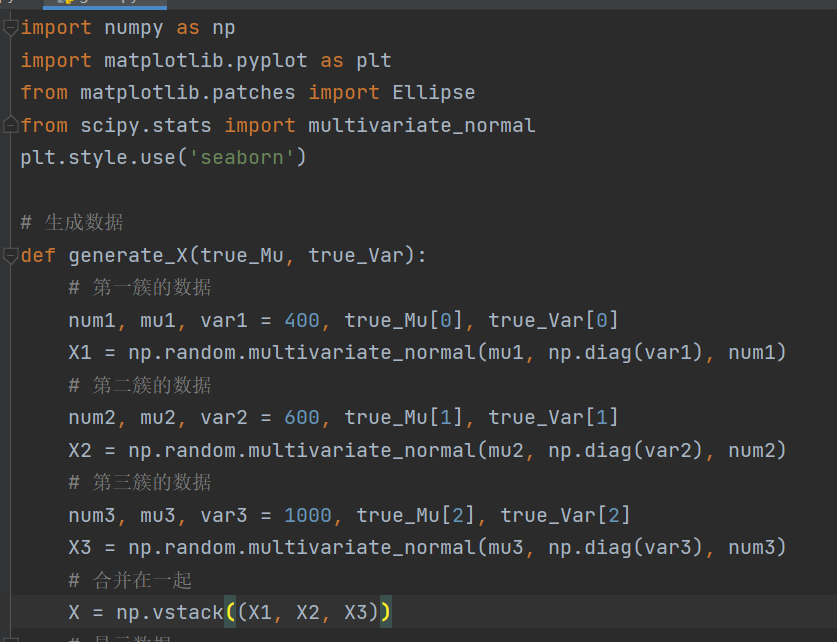 import numpy as np
import matplotlib.pyplot as plt
from matplotlib.patches import Ellipse
from scipy.stats import multivariate_normal
plt.style.use('seaborn')
# 生成数据
def generate_X(true_Mu, true_Var):
    # 第一簇的数据
    num1, mu1, var1 = 400, true_Mu[0], true_Var[0]
    X1 = np.random.multivariate_normal(mu1, np.diag(var1), num1)
    # 第二簇的数据
    num2, mu2, var2 = 600, true_Mu[1], true_Var[1]
    X2 = np.random.multivariate_normal(mu2, np.diag(var2), num2)
    # 第三簇的数据
    num3, mu3, var3 = 1000, true_Mu[2], true_Var[2]
    X3 = np.random.multivariate_normal(mu3, np.diag(var3), num3)
    # 合并在一起
    X = np.vstack((X1, X2, X3))